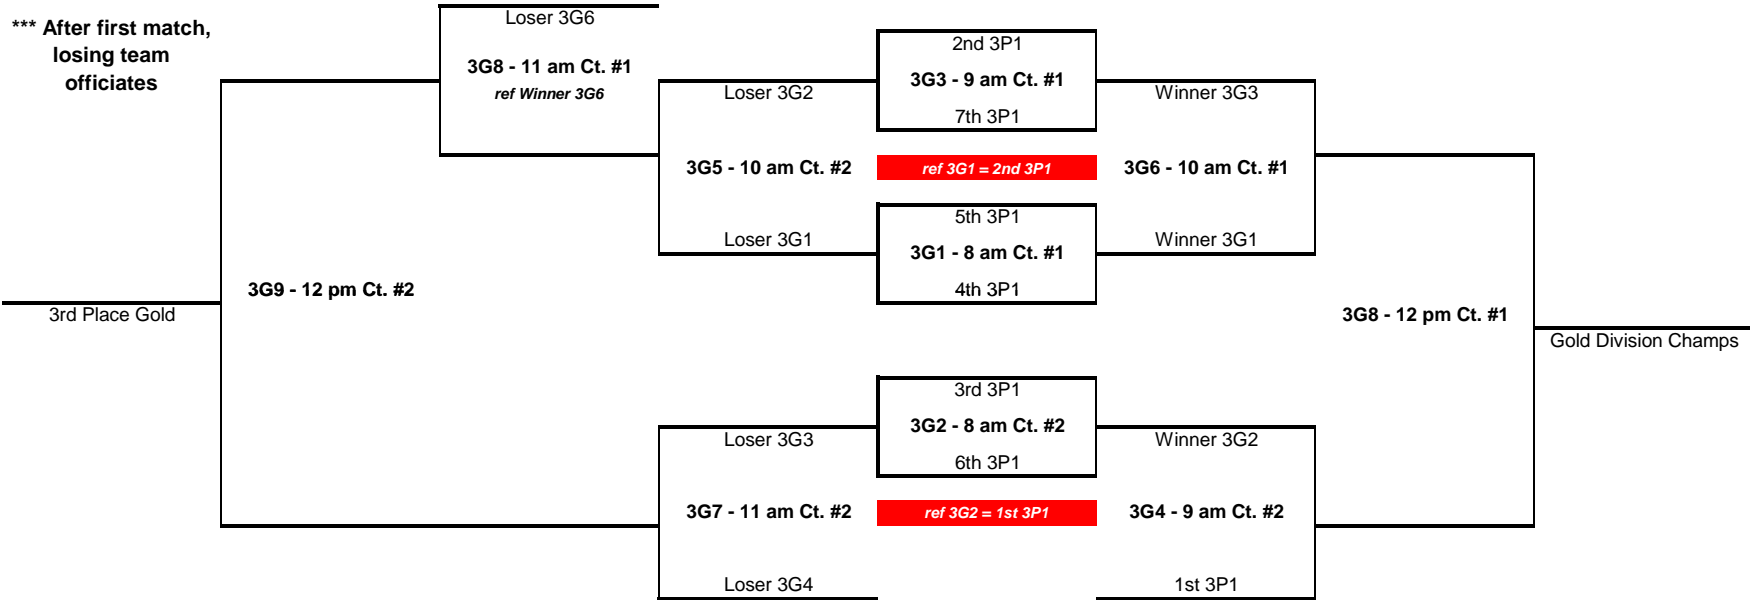 *** After first match,
losing team
officiates
Loser 3G6
3G8 - 11 am Ct. #1
ref Winner 3G6
2nd 3P1
3G3 - 9 am Ct. #1
7th 3P1
Loser 3G2
Winner 3G3
3G5 - 10 am Ct. #2
ref 3G1 = 2nd 3P1
3G6 - 10 am Ct. #1
5th 3P1
3G1 - 8 am Ct. #1
4th 3P1
Loser 3G1
Winner 3G1
3G9 - 12 pm Ct. #2
3rd Place Gold
3G8 - 12 pm Ct. #1
Gold Division Champs
3rd 3P1
3G2 - 8 am Ct. #2
6th 3P1
Loser 3G3
Winner 3G2
3G7 - 11 am Ct. #2
ref 3G2 = 1st 3P1
3G4 - 9 am Ct. #2
Loser 3G4
1st 3P1